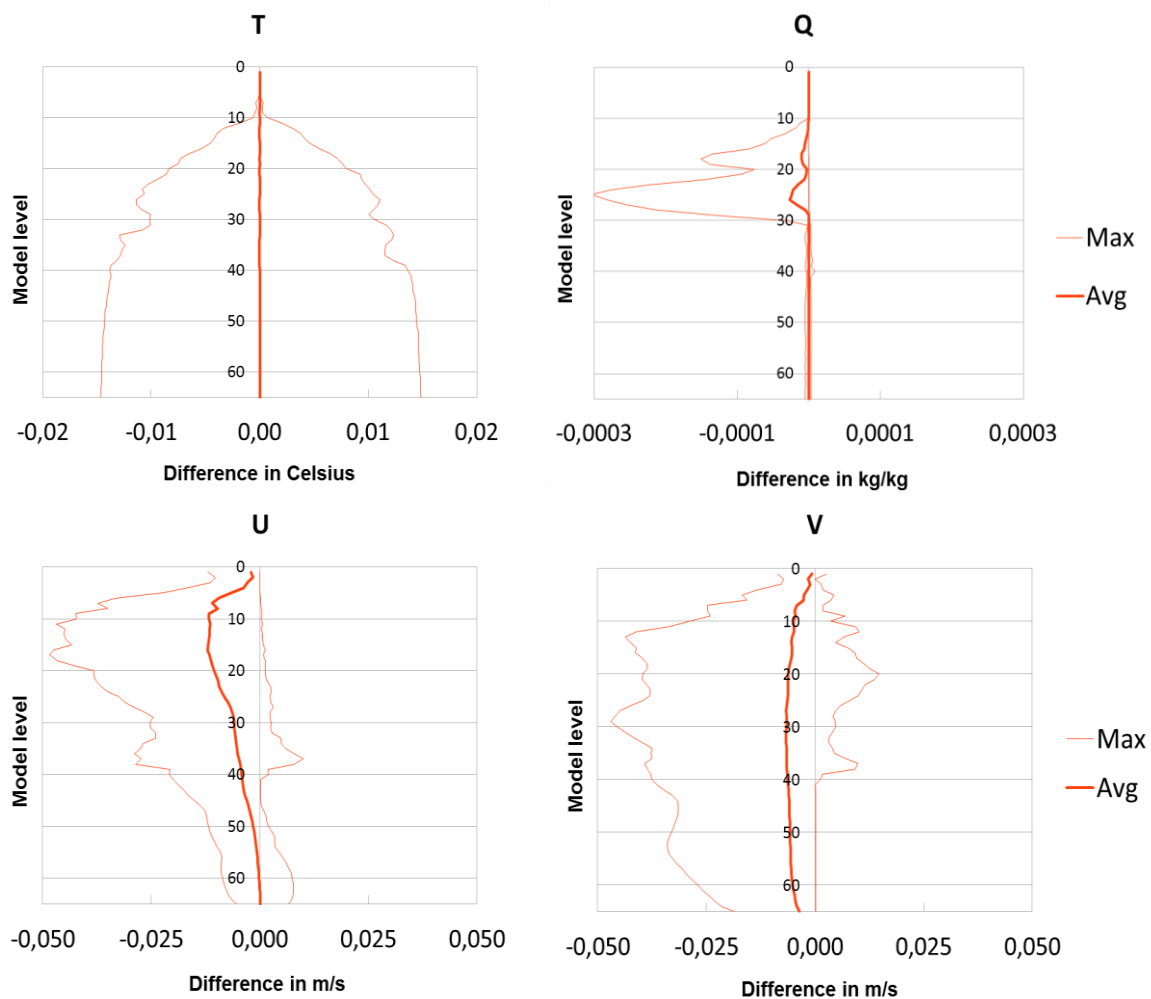 T
0
10
20
30
40
50
60
Model level
-0,02 -0,01 0,00 0,01 0,02
Difference in Celsius
Q
0
10
20
30
40
50
60
Model level
-0,0003 -0,0001 0,0001 0,0003
Difference in kg/kg
Max
Avg
U
0
10
20
30
40
50
60
Model level
-0,050 -0,025 0,000 0,025 0,050
Difference in m/s
V
0
10
20
30
40
50
60
Model level
-0,050 -0,025 0,000 0,025 0,050
Difference in m/s
Max
Avg